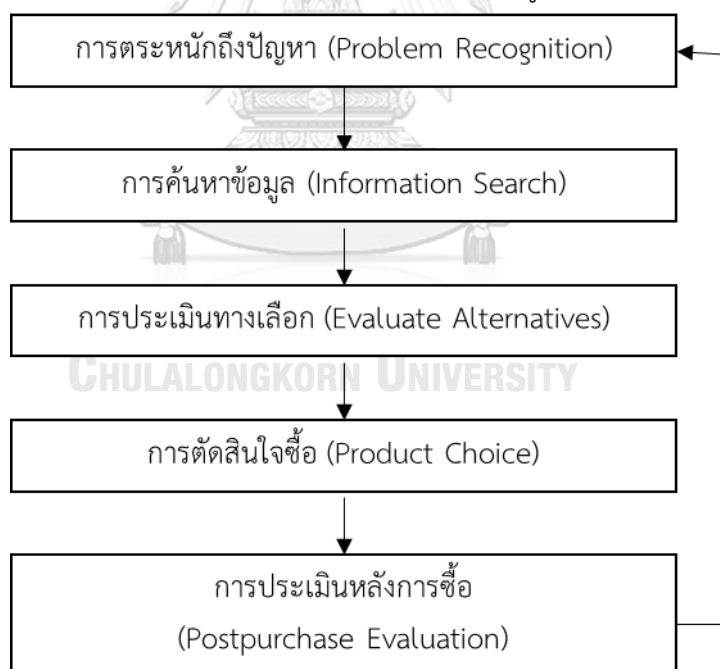 การตระหนักถึงปัญหา (Problem Recognition)
การค้นหาข้อมูล (Information Search)
การประเมินทางเลือก (Evaluate Alternatives)
CHULALONGKORN UNIVERSITY
การตัดสินใจซื้อ (Product Choice)
การประเมินหลังการซื้อ
(Postpurchase Evaluation)